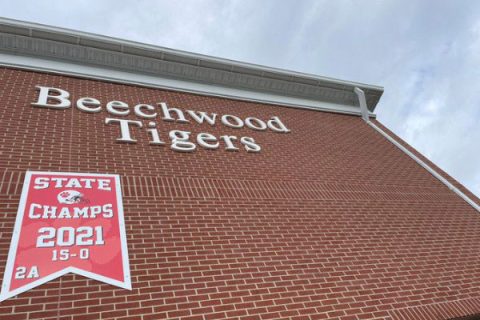 Beechwood
Tigers
STATE
CHAMPS
2021
15-0
2A